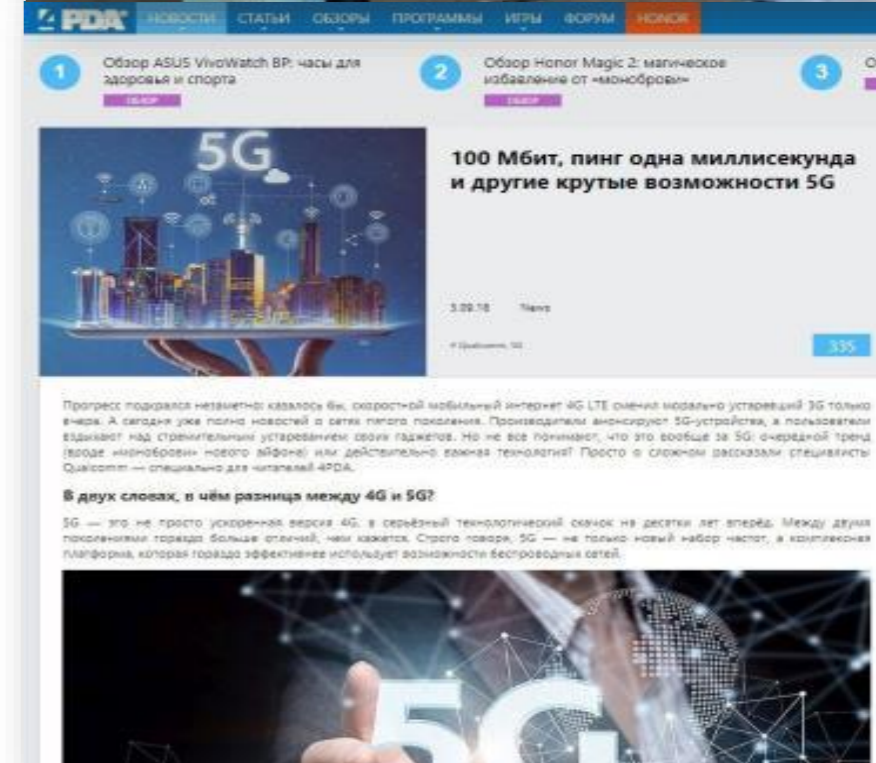 4PDA
НОВОСТИ СТАТЬИ ОБЗОРЫ ПРОГРАММЫ ИГРЫ ФОРУМ HONOR
1
Обзор ASUS VivoWatch BP: часы для
здоровья и спорта
ОБЗОР
2
Обзор Honor Magic 2: магическое
избавление от «моноброви»
ОБЗОР
3
О
5G
100 Мбит, пинг одна миллисекунда
и другие крутые возможности 5G
News
# Qualcomm, 5G
335
Прогресс подкрался незаметно: казалось бы, скоростной мобильный интернет 4G LTE сменил морально устаревший 3G только
вчера. А сегодня уже полно новостей о сетях пятого поколения. Производители анонсируют 5G-устройства, а пользователи
вздыхают над стремительным устареванием своих гаджетов. Но не все понимают, что это вообще за 5G: очередной тренд
(вроде «моноброви» нового айфона) или действительно важная технология? Просто о сложном рассказали специалисты
Qualcomm — специально для читателей 4PDA.
В двух словах, в чём разница между 4G и 5G?
5G — это не просто ускоренная версия 4G, а серьёзный технологический скачок на десятки лет вперёд. Между двумя
поколениями гораздо больше отличий, чем кажется. Строго говоря, 5G — не только новый набор частот, а комплексная
платформа, которая гораздо эффективнее использует возможности беспроводных сетей.
5G